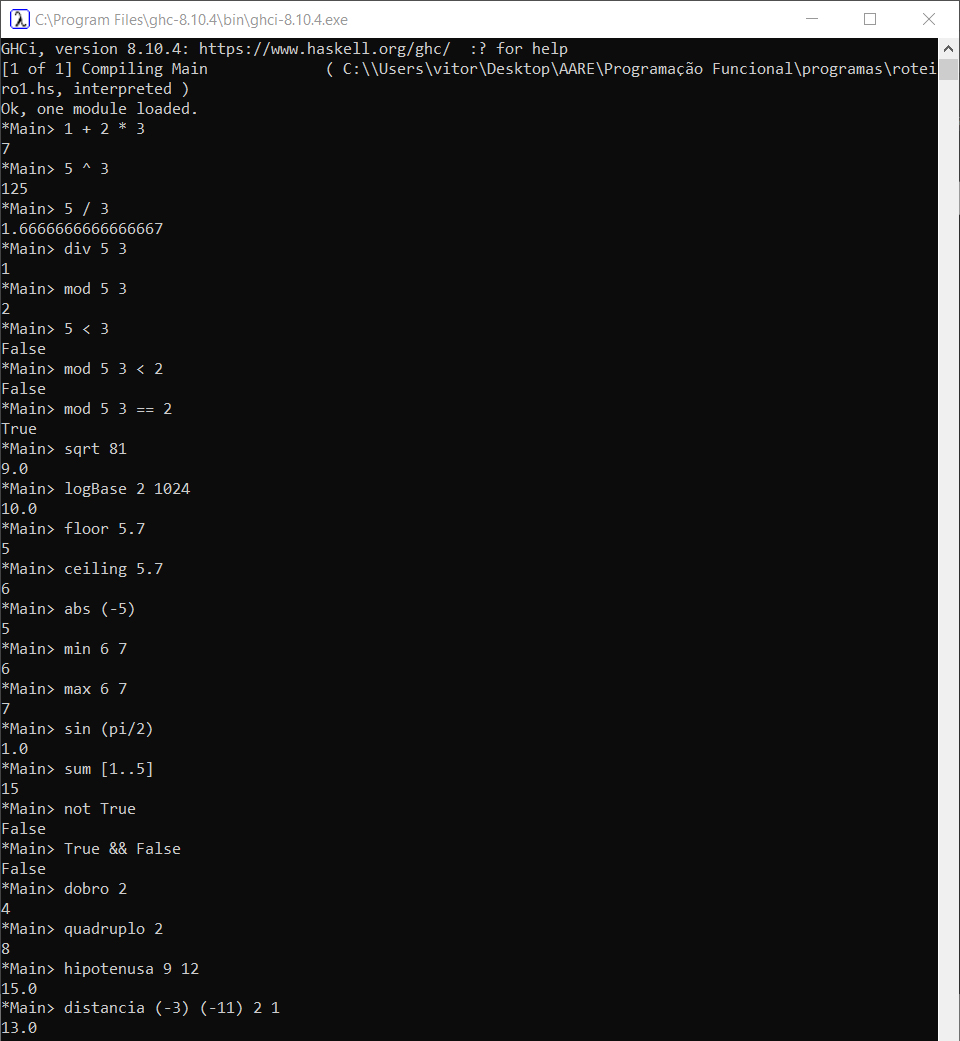 C:\Program Files\ghc-8.10.4\bin\ghci-8.10.4.exe
GHCi, version 8.10.4: https://www.haskell.org/ghc/  :? for help
[1 of 1] Compiling Main             ( C:\\Users\vitor\Desktop\AARE\Programação Funcional\programas\rotei
ro1.hs, interpreted )
Ok, one module loaded.
*Main> 1 + 2 * 3
7
*Main> 5 ^ 3
125
*Main> 5 / 3
1.6666666666666667
*Main> div 5 3
1
*Main> mod 5 3
2
*Main> 5 < 3
False
*Main> mod 5 3 < 2
False
*Main> mod 5 3 == 2
True
*Main> sqrt 81
9.0
*Main> logBase 2 1024
10.0
*Main> floor 5.7
5
*Main> ceiling 5.7
6
*Main> abs (-5)
5
*Main> min 6 7
6
*Main> max 6 7
7
*Main> sin (pi/2)
1.0
*Main> sum [1..5]
15
*Main> not True
False
*Main> True && False
False
*Main> dobro 2
4
*Main> quadruplo 2
8
*Main> hipotenusa 9 12
15.0
*Main> distancia (-3) (-11) 2 1
13.0